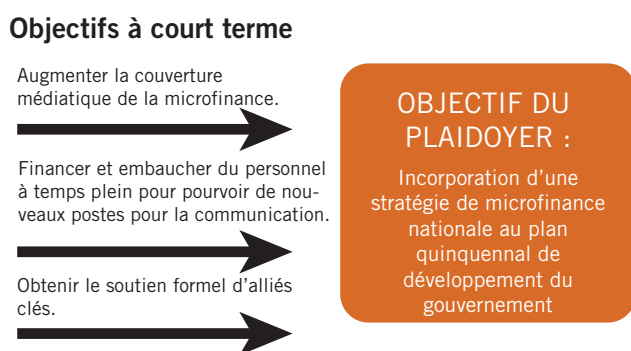 Objectifs à court terme
Augmenter la couverture
médiatique de la microfinance.
Financer et embaucher du personnel
à temps plein pour pourvoir de nou-
veaux postes pour la communication.
Obtenir le soutien formel d'alliés
clés.
OBJECTIF DU
PLAIDOYER :
Incorporation d'une
stratégie de microfinance
nationale au plan
quinquennal de
développement du
gouvernement